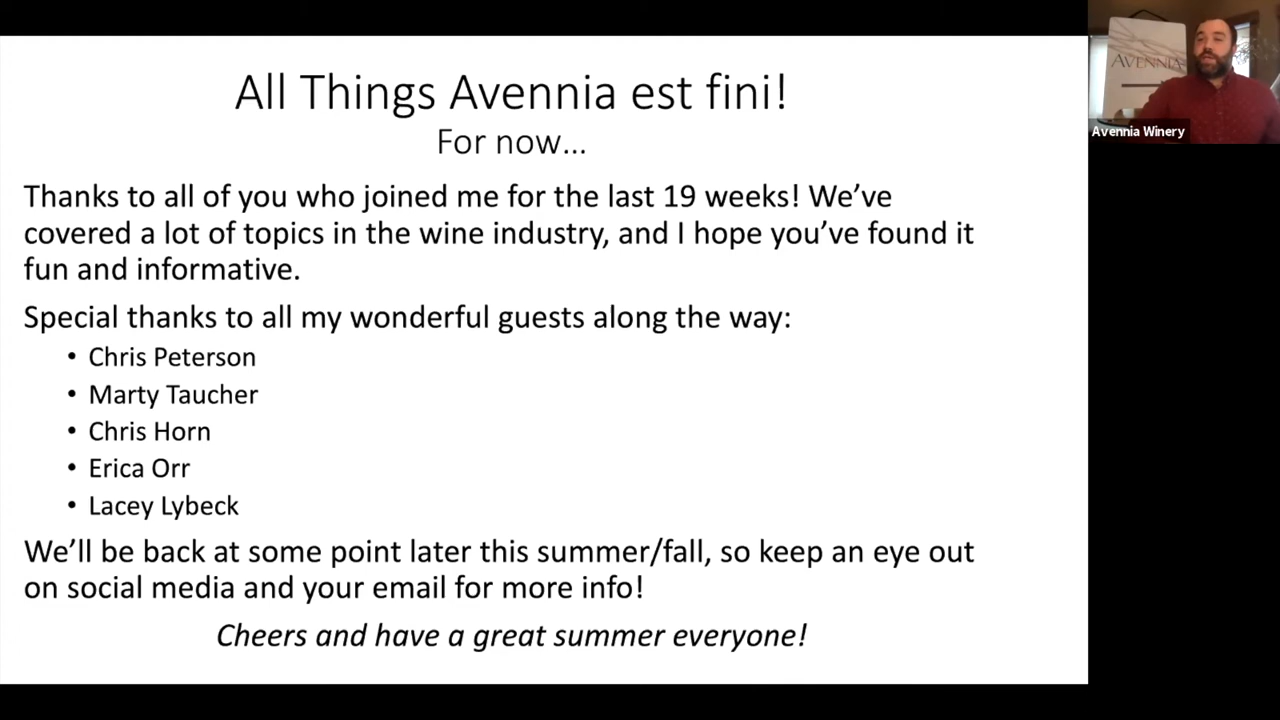 All Things Avennia est fini!
For now...
Thanks to all of you who joined me for the last 19 weeks! We’ve
covered a lot of topics in the wine industry, and I hope you’ve found it
fun and informative.
Special thanks to all my wonderful guests along the way:
• Chris Peterson
• Marty Taucher
• Chris Horn
• Erica Orr
• Lacey Lybeck
We’ll be back at some point later this summer/fall, so keep an eye out
on social media and your email for more info!
Cheers and have a great summer everyone!
AVENNIA
Avennia Winery